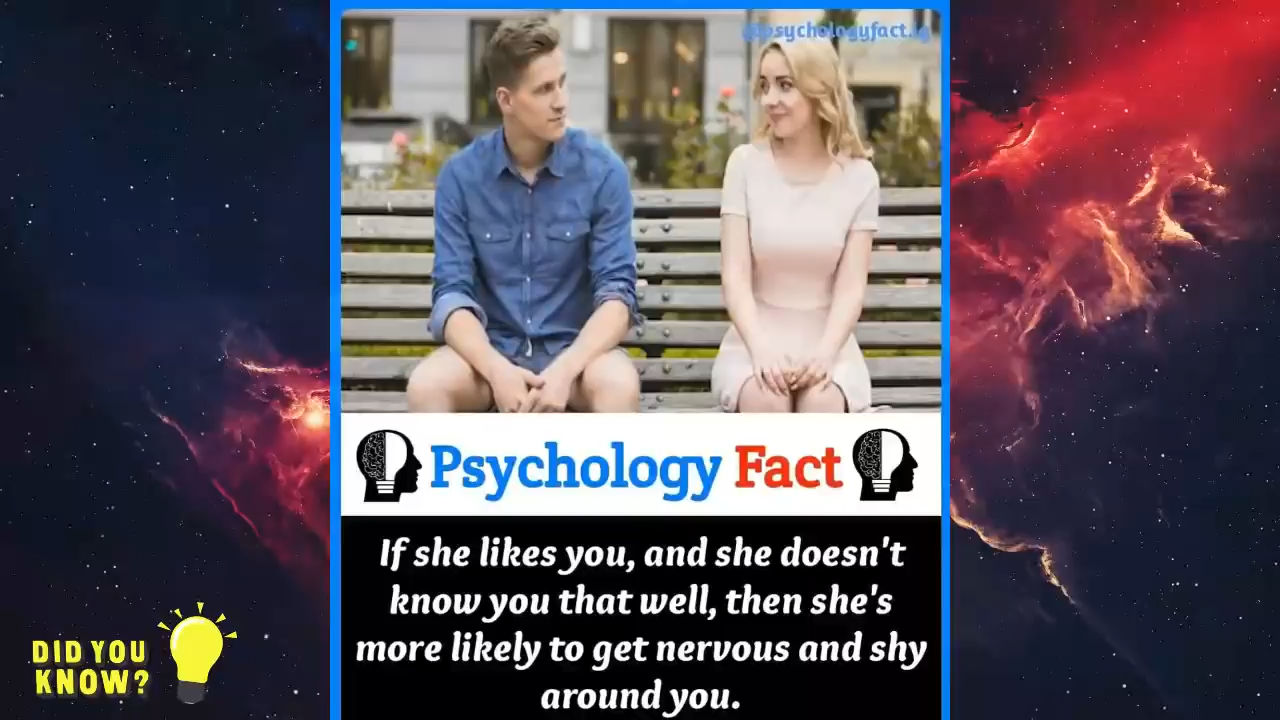 @psychologyfact.ig
Psychology Fact
If she likes you, and she doesn't
know you that well, then she's
more likely to get nervous and shy
around you.
DID YOU
KNOW?